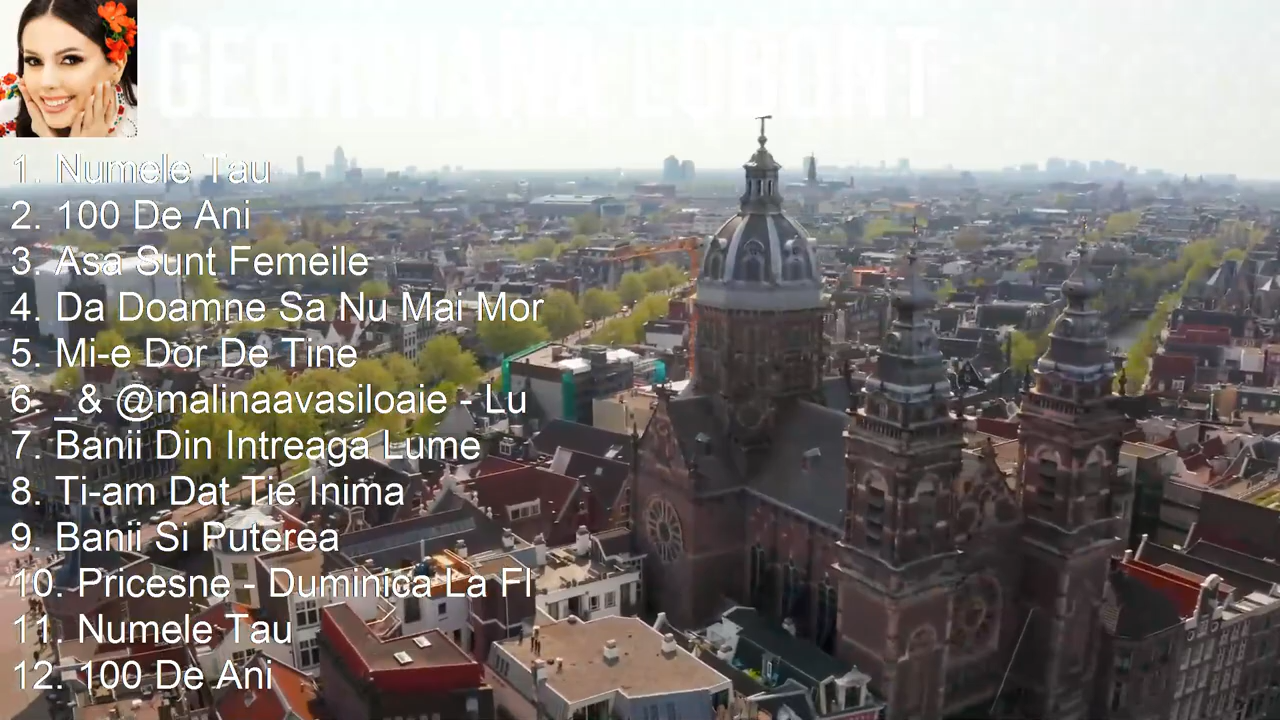 1. Numele Tau
2. 100 De Ani
3. Asa Sunt Femeile
4. Da Doamne Sa Nu Mai Mor
5. Mi-e Dor De Tine
6. _& @malinaavasiloaie - Lu
7. Banii Din Intreaga Lume
8. Ti-am Dat Tie Inima
9. Banii Si Puterea
10. Pricesne - Duminica La Fl
11. Numele Tau
12. 100 De Ani